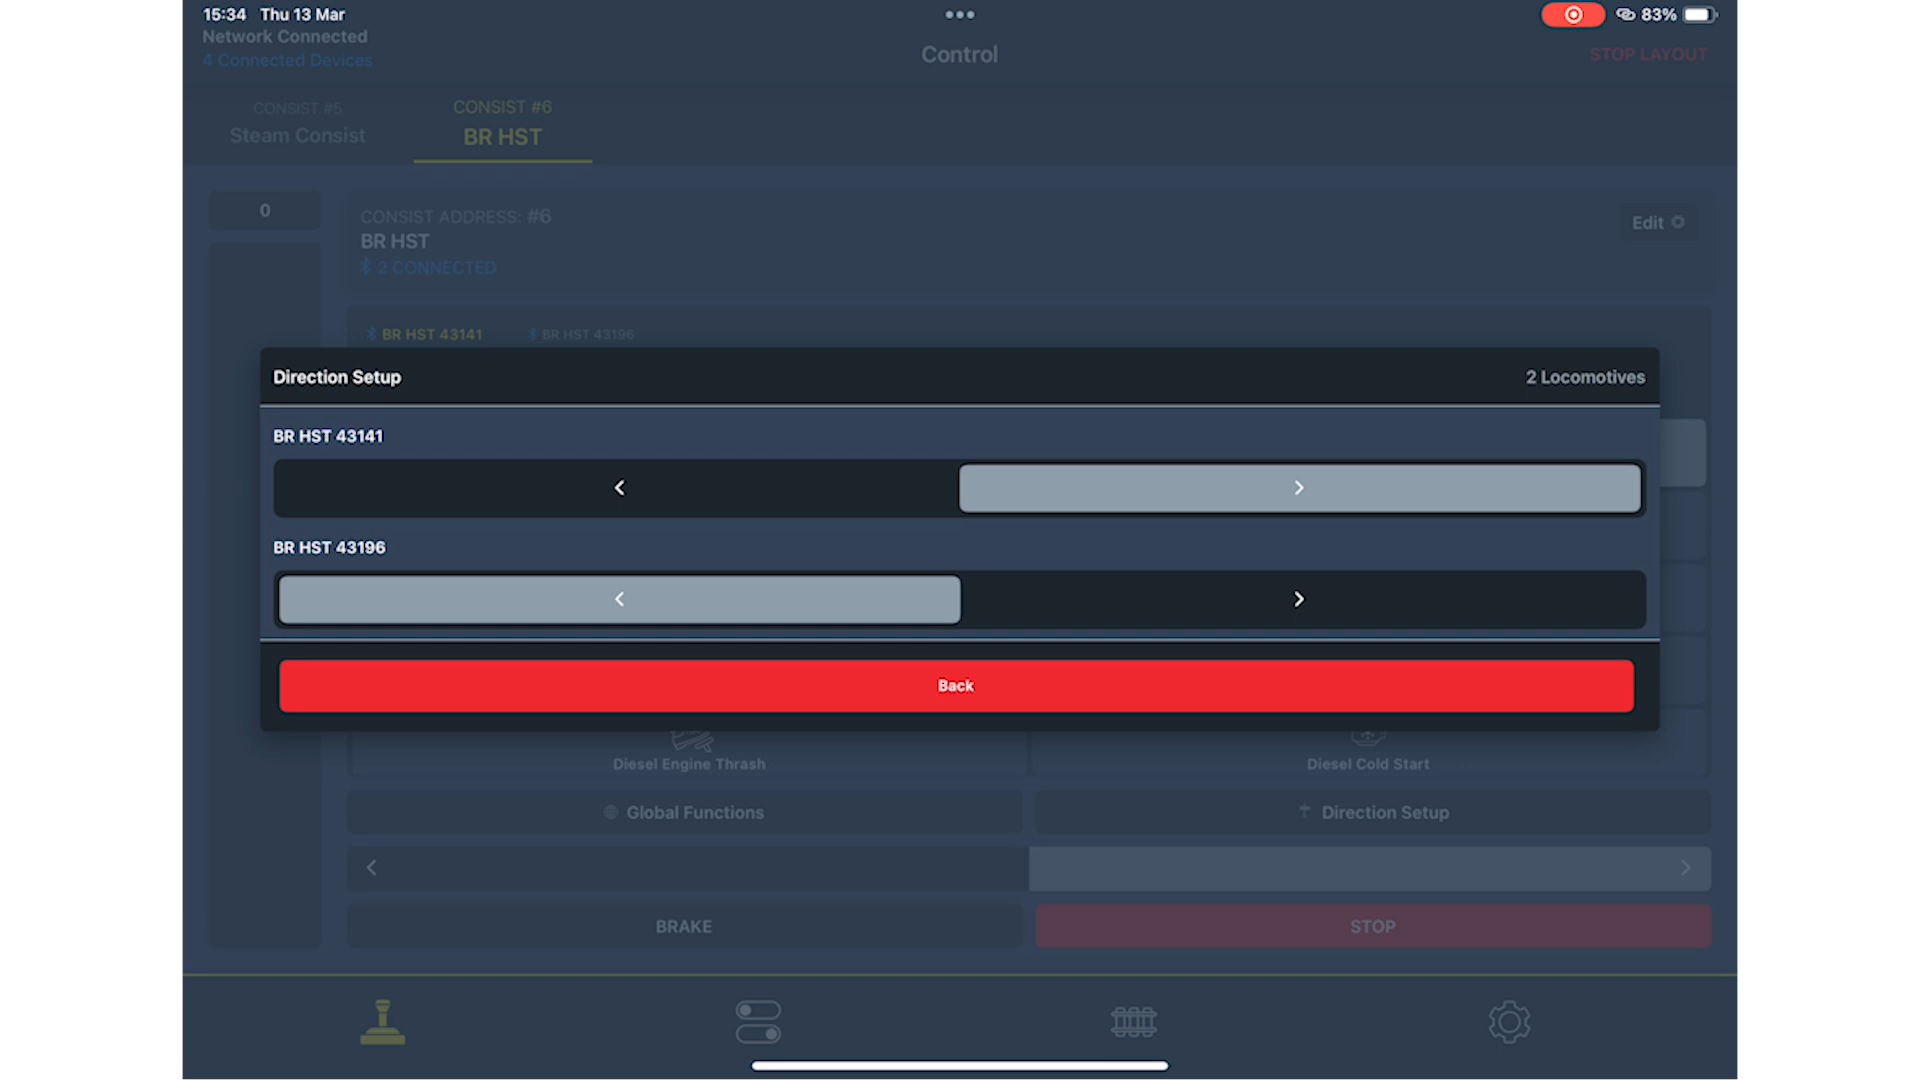 15:34 Thu 13 Mar
83%
Network Connected
4 Connected Devices
Control
STOP LAYOUT
CONSIST #5
Steam Consist
CONSIST #6
BR HST
0
CONSIST ADDRESS: #6
BR HST
2 CONNECTED
Edit
BR HST 43141
BR HST 43196
Direction Setup
2 Locomotives
BR HST 43141
BR HST 43196
Back
Diesel Engine Thrash
Diesel Cold Start
Global Functions
Direction Setup
BRAKE
STOP